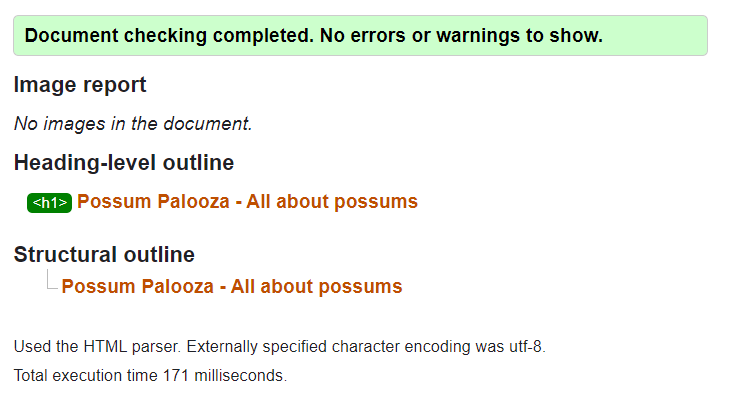 Document checking completed. No errors or warnings to show.
Image report
No images in the document.
Heading-level outline
<h1> Possum Palooza - All about possums
Structural outline
Possum Palooza - All about possums
Used the HTML parser. Externally specified character encoding was utf-8.
Total execution time 171 milliseconds.